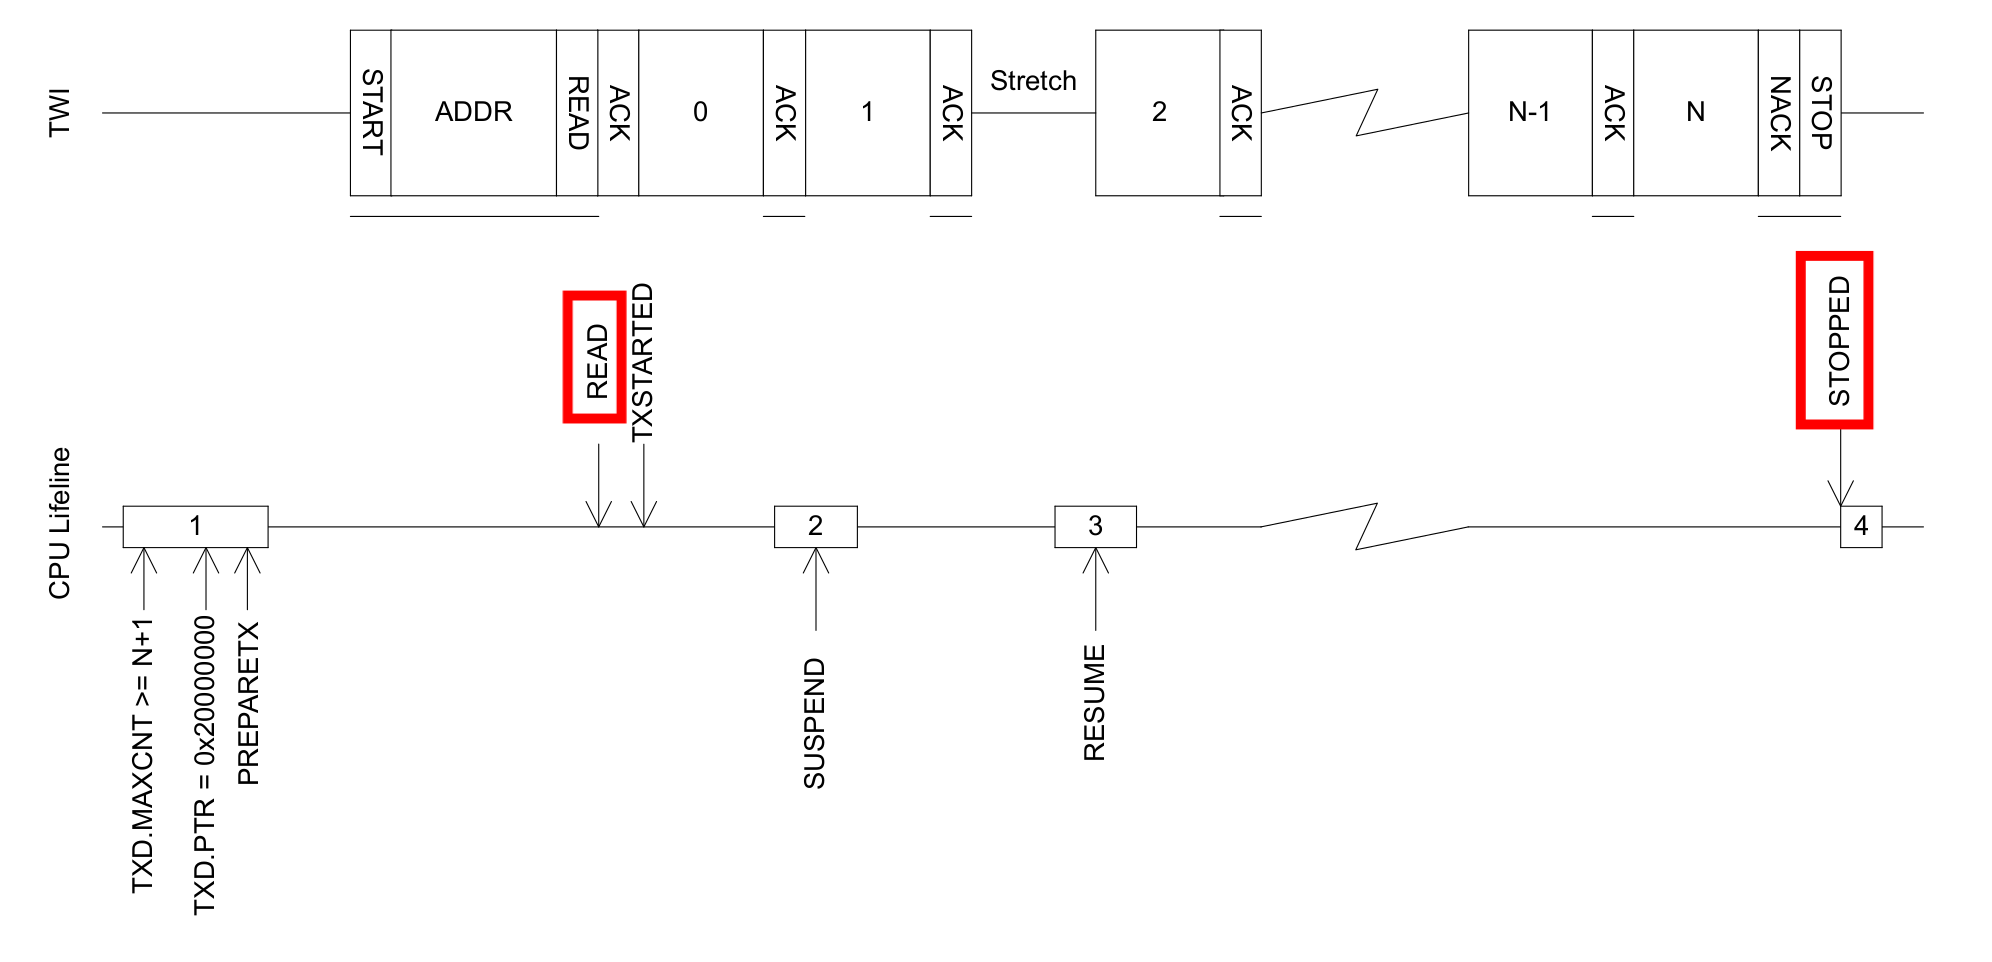 TWI
START
ADDR
READ
ACK
0
ACK
1
ACK
Stretch
2
ACK
N-1
ACK
N
NACK
STOP
READ
TXSTARTED
STOPPED
CPU Lifeline
1
2
3
4
TXD.MAXCNT >= N+1
TXD.PTR = 0x20000000
PREPARETX
SUSPEND
RESUME